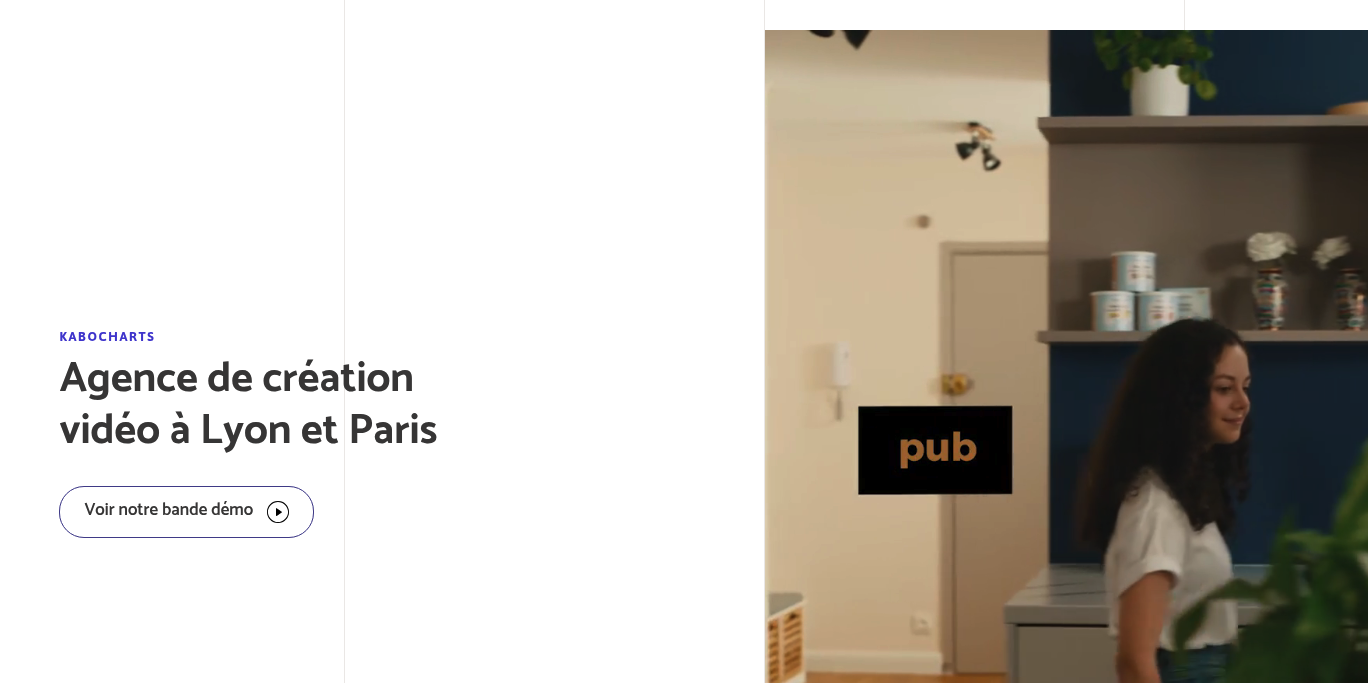 KABOCHARTS
Agence de création
vidéo à Lyon et Paris
Voir notre bande démo
pub